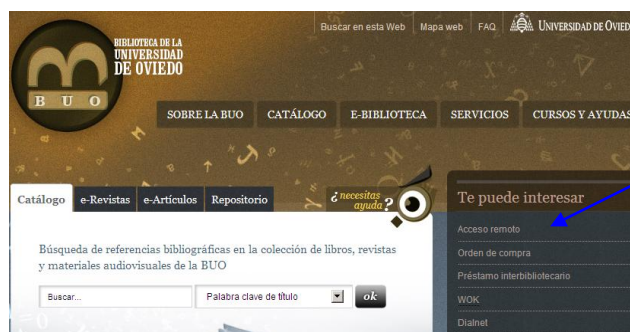 Buscar en esta Web Mapa web FAQ UNIVERSIDAD DE OVIED
BIBLIOTECA DE LA
UNIVERSIDAD
DE OVIEDO
BUO
SOBRE LA BUO CATÁLOGO E-BIBLIOTECA SERVICIOS CURSOS Y AYUDAS
Catálogo e-Revistas e-Artículos Repositorio
¿necesitas
ayuda?
Te puede interesar
Búsqueda de referencias bibliográficas en la colección de libros, revistas
y materiales audiovisuales de la BUO
Buscar... Palabra clave de título ok
Acceso remoto
Orden de compra
Préstamo interbibliotecario
WOK
Dialnet